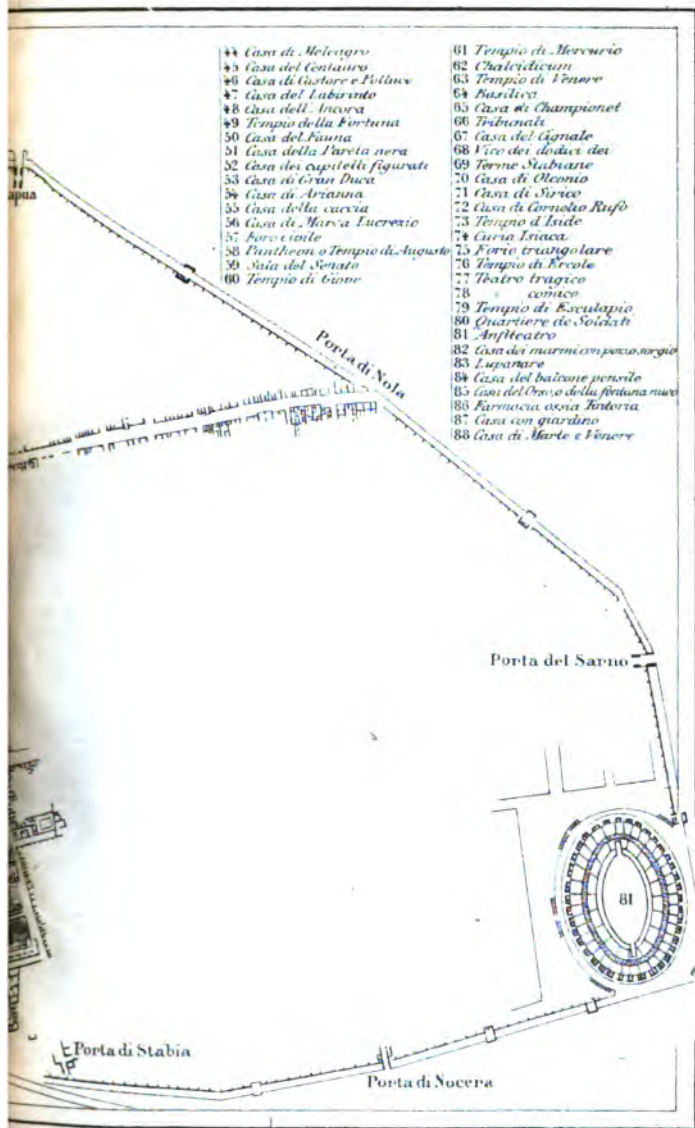 44 Casa di Meleagro
45 Casa del Centauro
46 Casa di Castore e Polluce
47 Casa del Labirinto
48 Casa dell'Ancora
49 Tempio della Fortuna
50 Casa del Fauna
51 Casa della Pareta nera
52 Casa dei capitelli figurati
53 Casa di Gran Duca
54 Casa di Arianna
55 Casa della caccia
56 Casa di Marca Lucrezio
57 Foro civile
58 Pantheon o Tempio di Augusto
59 Sala del Senato
60 Tempio di Giove
61 Tempio di Mercurio
62 Chalcidicum
63 Tempio di Venere
64 Basilica
65 Casa di Championet
66 Tribunali
67 Casa del Cignale
68 Vico dei dodici dei
69 Terme Stabiane
70 Casa di Olconio
71 Casa di Sirico
72 Casa di Cornelio Rufo
73 Tempio d'Iside
74 Curia Isiaca
75 Forio triangolare
76 Tempio di Ercole
77 Teatro tragico
78 " comico
79 Tempio di Esculapio
80 Quartiere de Soldati
81 Anfiteatro
82 Casa dei marmi con pozzo sorgio
83 Lupanare
84 Casa del balcone pensile
85 Casa del Orso o della fontana nuco
86 Farmacia ossia Tintoria
87 Casa con giardino
88 Casa di Marte e Venere
apua
Porta di Nola
Porta del Sarno
81
Porta di Stabia
Porta di Nocera